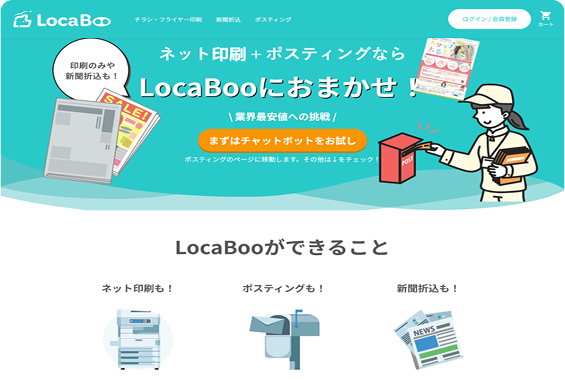 LocaBoo
チラシ・フライヤー印刷 新聞折込 ポスティング
ログイン / 会員登録
カート
印刷のみや
新聞折込も！
SALE!
ネット印刷＋ポスティングなら
LocaBooにおまかせ！
\ 業界最安値への挑戦 /
まずはチャットボットをお試し
ポスティングのページに移動します。その他は↓をチェック！
POST
LocaBooができること
ネット印刷も！
ポスティングも！
新聞折込も！
NEWS